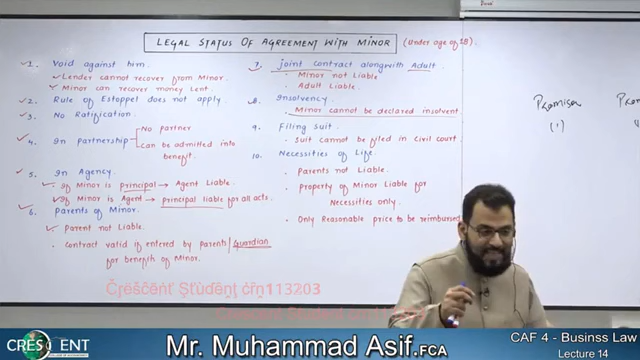 LEGAL STATUS OF AGREEMENT WITH MINOR (Under age of 18).
1. Void against him.
Lender cannot recover from Minor.
Minor can recover money lent.
2. Rule of Estoppel does not apply.
3. No Ratification.
4. In partnership
No partner
Can be admitted into benefit.
5. In Agency
If Minor is principal → Agent Liable.
If Minor is Agent → principal liable for all acts.
6. Parents of Minor.
Parent not Liable.
Contract valid if entered by parents/Guardian
for benefit of Minor.
7. Joint contract alongwith Adult.
Minor not Liable
Adult Liable.
8. Insolvency
Minor cannot be declared insolvent
9. Filing Suit
Suit cannot be filed in civil court.
10. Necessities of Life.
Parents not Liable.
Property of Minor Liable for
Necessities only.
Only Reasonable price to be reimbursed
Promisor
(1)
Čŗëŝčëñť Şťùďëņţ čřņ113203
CRESCENT
Mr. Muhammad Asif.FCA
CAF 4 - Businss Law
Lecture 14